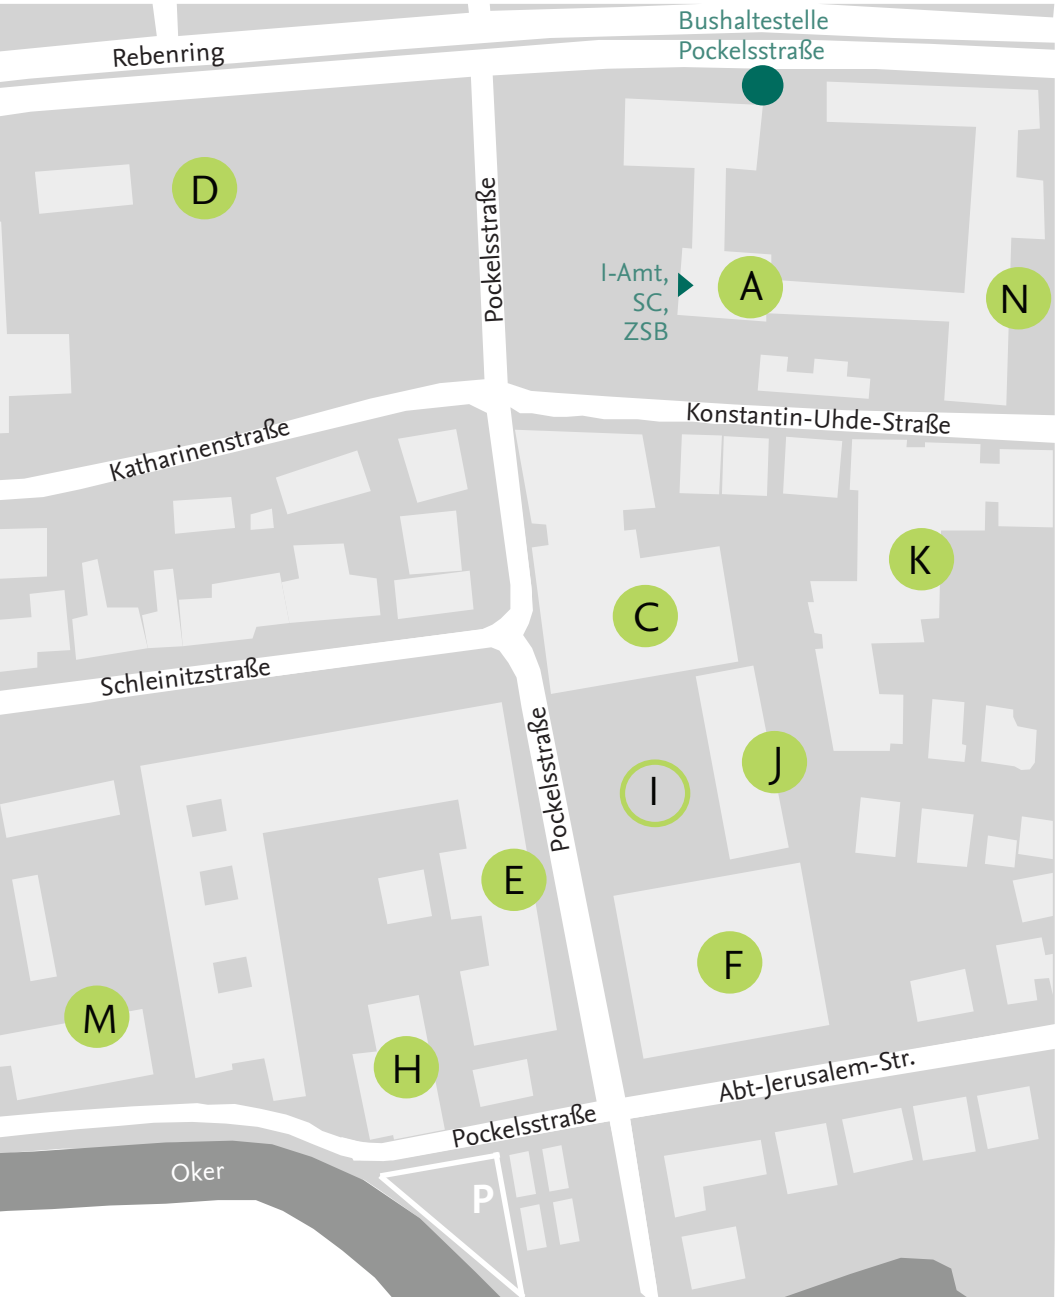 Bushaltestelle
Pockelsstraße
Rebenring
D
Pockelsstraße
I-Amt,
SC,
ZSB
A
N
Katharinenstraße
Konstantin-Uhde-Straße
K
C
Schleinitzstraße
Pockelsstraße
J
I
E
F
M
H
Abt-Jerusalem-Str.
Pockelsstraße
Oker
P